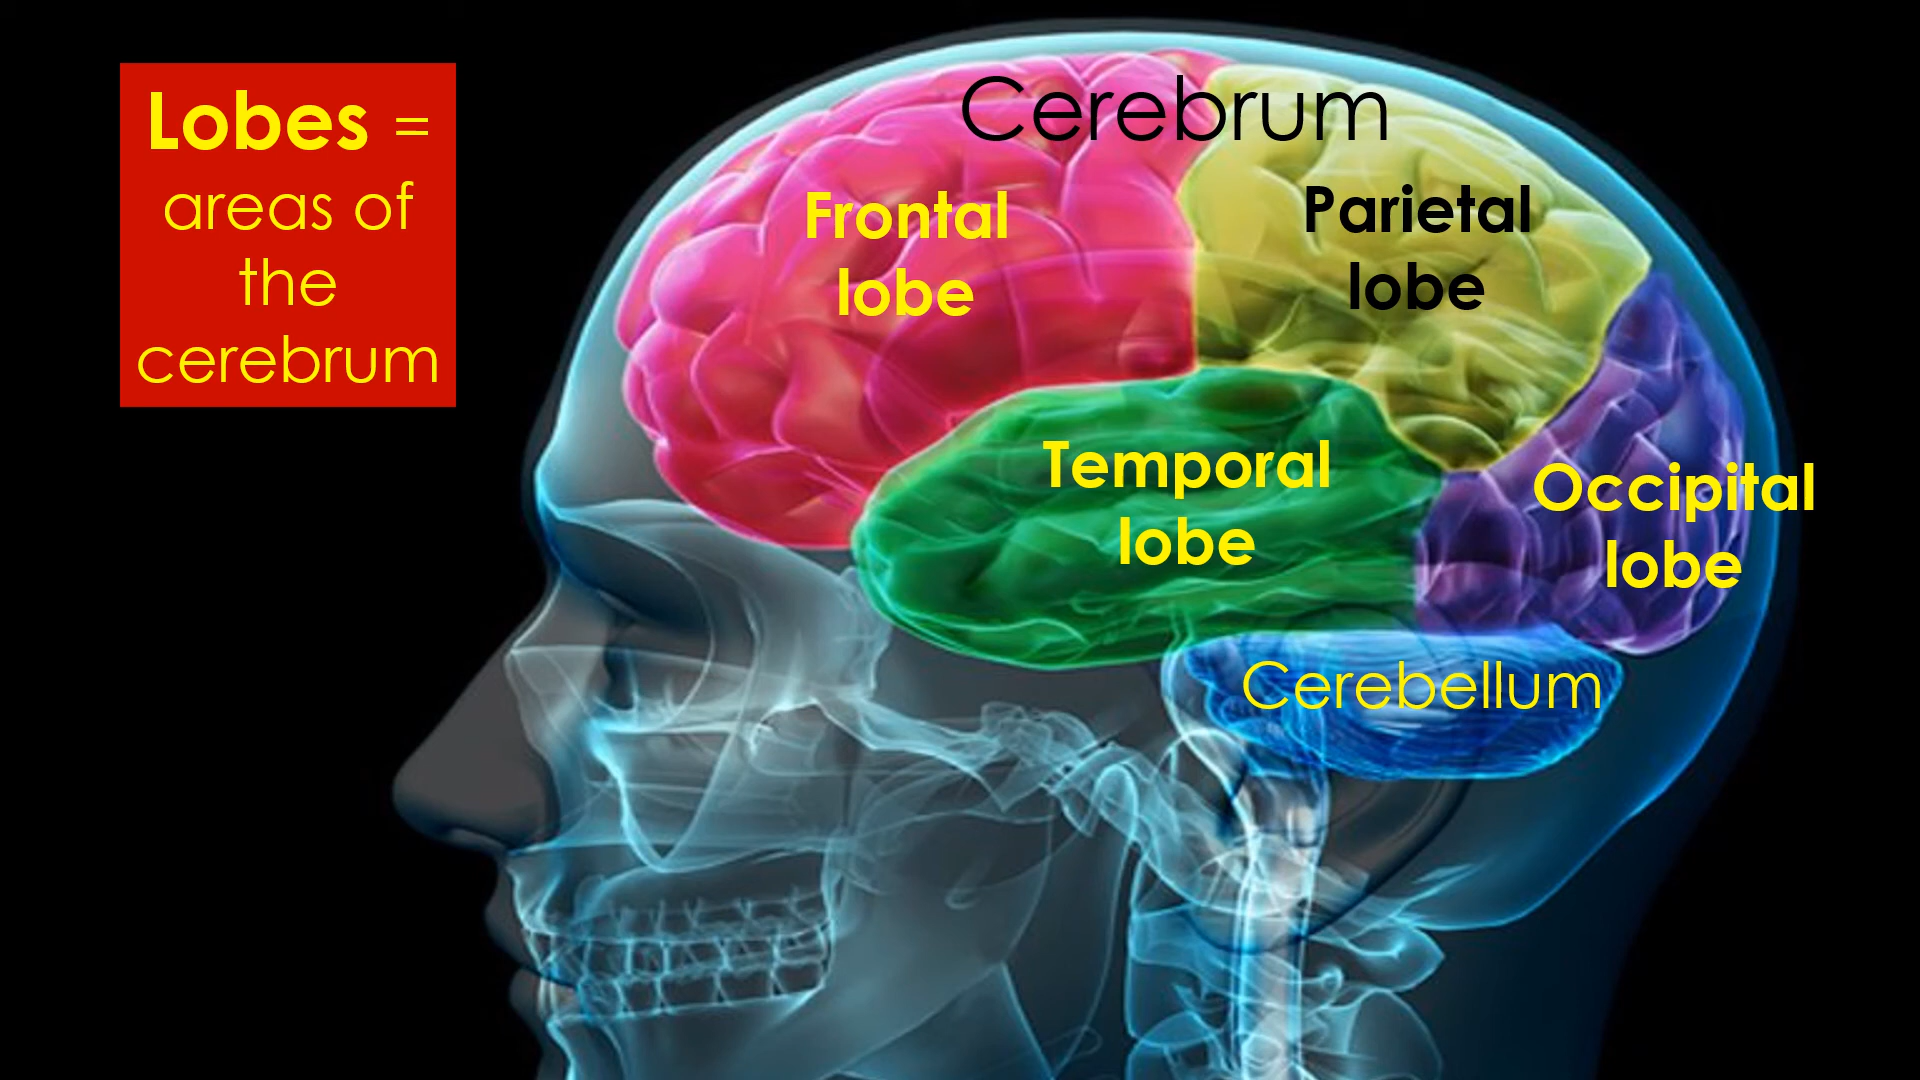 Lobes =
areas of
the
cerebrum
Cerebrum
Frontal
lobe
Parietal
lobe
Temporal
lobe
Occipital
lobe
Cerebellum